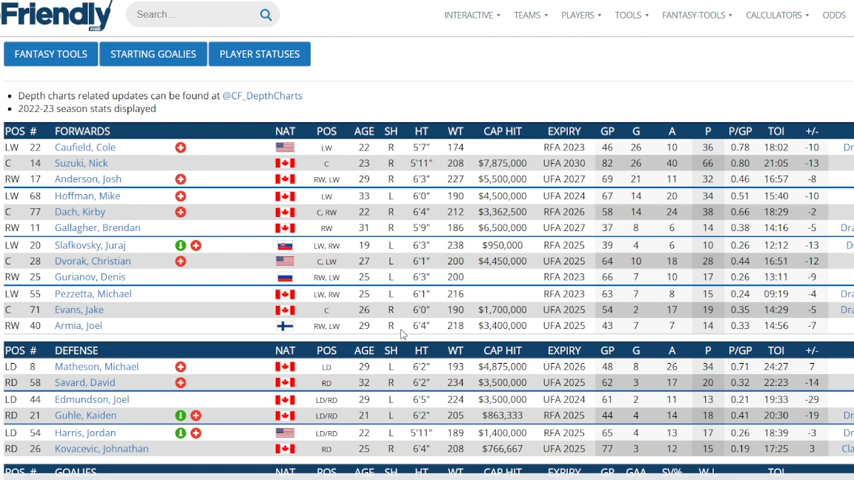 Friendly
Search... INTERACTIVE TEAMS PLAYERS TOOLS FANTASY-TOOLS CALCULATORS ODDS
FANTASY TOOLS STARTING GOALIES PLAYER STATUSES
• Depth charts related updates can be found at @CF_DepthCharts
• 2022-23 season stats displayed
POS # FORWARDS NAT POS AGE SH HT WT CAP HIT EXPIRY GP G A P P/GP TOI +/-
LW 22 Caufield, Cole LW 22 R 5'7" 174 RFA 2023 46 26 10 36 0.78 18:02 -10 Dr
C 14 Suzuki, Nick C 23 R 5'11" 208 $7,875,000 UFA 2030 82 26 40 66 0.80 21:05 -13
RW 17 Anderson, Josh RW, LW 29 R 6'3" 227 $5,500,000 UFA 2027 69 21 11 32 0.46 16:57 -8
LW 68 Hoffman, Mike LW 33 L 6'0" 190 $4,500,000 UFA 2024 67 14 20 34 0.51 15:40 -10
C 77 Dach, Kirby C, RW 22 R 6'4" 212 $3,362,500 RFA 2026 58 14 24 38 0.66 18:29 -2
RW 11 Gallagher, Brendan RW 31 R 5'9" 186 $6,500,000 UFA 2027 37 8 6 14 0.38 14:16 -5 Dra
LW 20 Slafkovsky, Juraj LW, RW 19 L 6'3" 238 $950,000 RFA 2025 39 4 6 10 0.26 12:12 -13 De
C 28 Dvorak, Christian C, LW 27 L 6'1" 200 $4,450,000 UFA 2025 64 10 18 28 0.44 16:51 -12
RW 25 Gurianov, Denis RW 25 L 6'3" 200 RFA 2023 66 7 10 17 0.26 13:11 -9
LW 55 Pezzetta, Michael LW, RW 25 L 6'1" 216 RFA 2023 63 7 8 15 0.24 09:19 -4 Dra
C 71 Evans, Jake C 26 R 6'0" 190 $1,700,000 UFA 2025 54 2 17 19 0.35 14:29 -5 Dra
RW 40 Armia, Joel RW, LW 29 R 6'4" 218 $3,400,000 UFA 2025 43 7 7 14 0.33 14:56 -7
POS # DEFENSE NAT POS AGE SH HT WT CAP HIT EXPIRY GP G A P P/GP TOI +/-
LD 8 Matheson, Michael LD 29 L 6'2" 193 $4,875,000 UFA 2026 48 8 26 34 0.71 24:27 7
RD 58 Savard, David RD 32 R 6'2" 234 $3,500,000 UFA 2025 62 3 17 20 0.32 22:23 -14
LD 44 Edmundson, Joel LD/RD 29 L 6'5" 224 $3,500,000 UFA 2024 61 2 11 13 0.21 19:33 -29
RD 21 Guhle, Kaiden LD/RD 21 L 6'2" 205 $863,333 RFA 2025 44 4 14 18 0.41 20:30 -19 Dra
LD 54 Harris, Jordan LD/RD 22 L 5'11" 189 $1,400,000 RFA 2025 65 4 13 17 0.26 18:39 -3 Dr
RD 26 Kovacevic, Johnathan RD 25 R 6'4" 208 $766,667 RFA 2025 77 3 12 15 0.19 17:25 3 Cla
POS # GOALIES NAT POS AGE SH HT WT CAP HIT EXPIRY GP GAA SV%